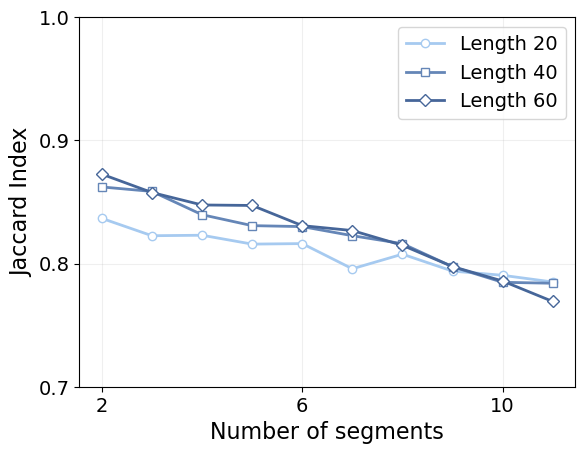 1.0
0.9
0.8
0.7
Jaccard Index
Length 20
Length 40
Length 60
2
6
10
Number of segments